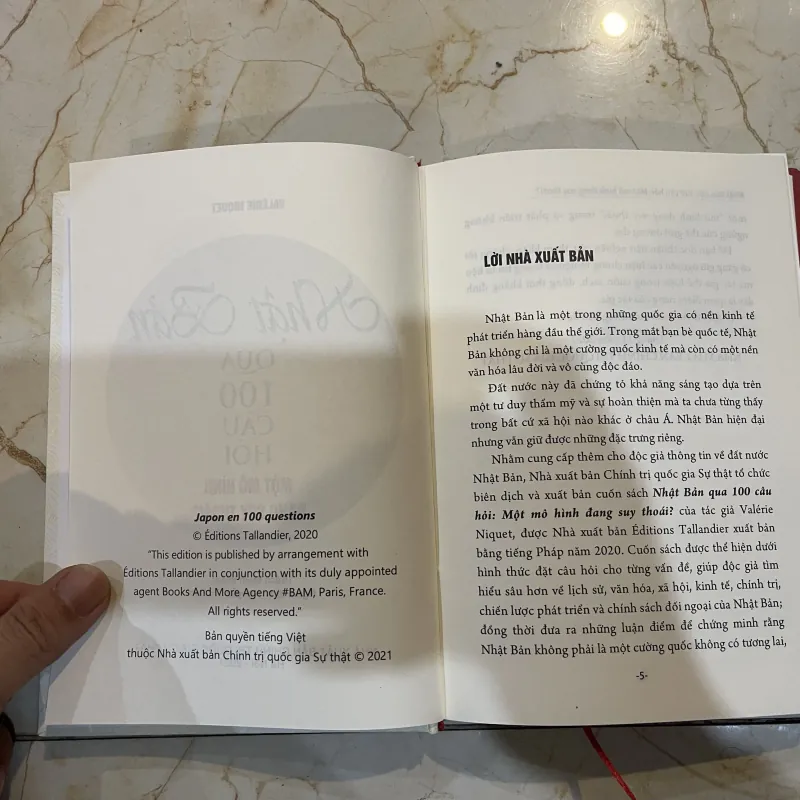 Japon en 100 questions
© Éditions Tallandier, 2020
"This edition is published by arrangement with
Éditions Tallandier in conjunction with its duly appointed
agent Books And More Agency #BAM, Paris, France.
All rights reserved."
Bản quyền tiếng Việt
thuộc Nhà xuất bản Chính trị quốc gia Sự thật © 2021
LỜI NHÀ XUẤT BẢN
Nhật Bản là một trong những quốc gia có nền kinh tế
phát triển hàng đầu thế giới. Trong mắt bạn bè quốc tế, Nhật
Bản không chỉ là một cường quốc kinh tế mà còn có một nền
văn hóa lâu đời và vô cùng độc đáo.
Đất nước này đã chứng tỏ khả năng sáng tạo dựa trên
một tư duy thẩm mỹ và sự hoàn thiện mà ta chưa từng thấy
trong bất cứ xã hội nào khác ở châu Á. Nhật Bản hiện đại
nhưng vẫn giữ được những đặc trưng riêng.
Nhằm cung cấp thêm cho độc giả thông tin về đất nước
Nhật Bản, Nhà xuất bản Chính trị quốc gia Sự thật tổ chức
biên dịch và xuất bản cuốn sách Nhật Bản qua 100 câu
hỏi: Một mô hình đang suy thoái? của tác giả Valérie
Niquet, được Nhà xuất bản Éditions Tallandier xuất bản
bằng tiếng Pháp năm 2020. Cuốn sách được thể hiện dưới
hình thức đặt câu hỏi cho từng vấn đề, giúp độc giả tìm
hiểu sâu hơn về lịch sử, văn hóa, xã hội, kinh tế, chính trị,
chiến lược phát triển và chính sách đối ngoại của Nhật Bản;
đồng thời đưa ra những luận điểm để chứng minh rằng
Nhật Bản không phải là một cường quốc không có tương lai,
-5-